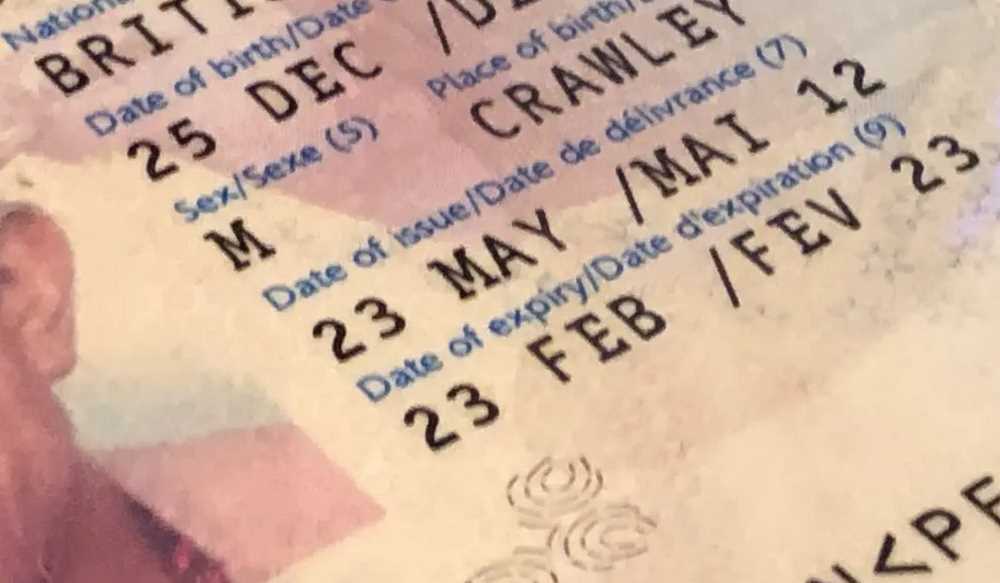 BRITI
Date of birth/Date
25 DEC /D
Place of birth/
Sex/Sexe (5)
CRAWLEY
M
Date of issue/Date de délivrance (7)
23 MAY /MAI 12
Date of expiry/Date d'expiration (9)
23 FEB /FEV 23
<PE